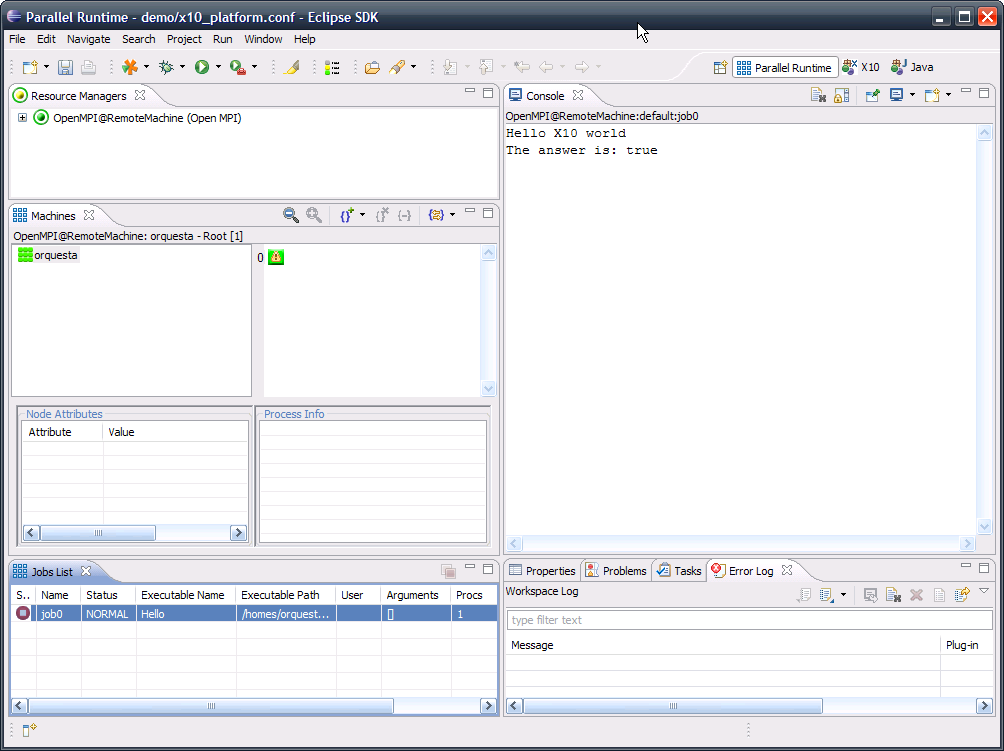 Parallel Runtime - demo/x10_platform.conf - Eclipse SDK
File Edit Navigate Search Project Run Window Help
Parallel Runtime X10 Java
Resource Managers
OpenMPI@RemoteMachine (Open MPI)
Console
OpenMPI@RemoteMachine:default:job0
Hello X10 world
The answer is: true
Machines
OpenMPI@RemoteMachine: orquesta - Root [1]
orquesta
0
Node Attributes
Attribute Value
Process Info
Jobs List
S.. Name Status Executable Name Executable Path User Arguments Procs
job0 NORMAL Hello /homes/orquest... [] 1
Properties Problems Tasks Error Log
Workspace Log
type filter text
Message Plug-in